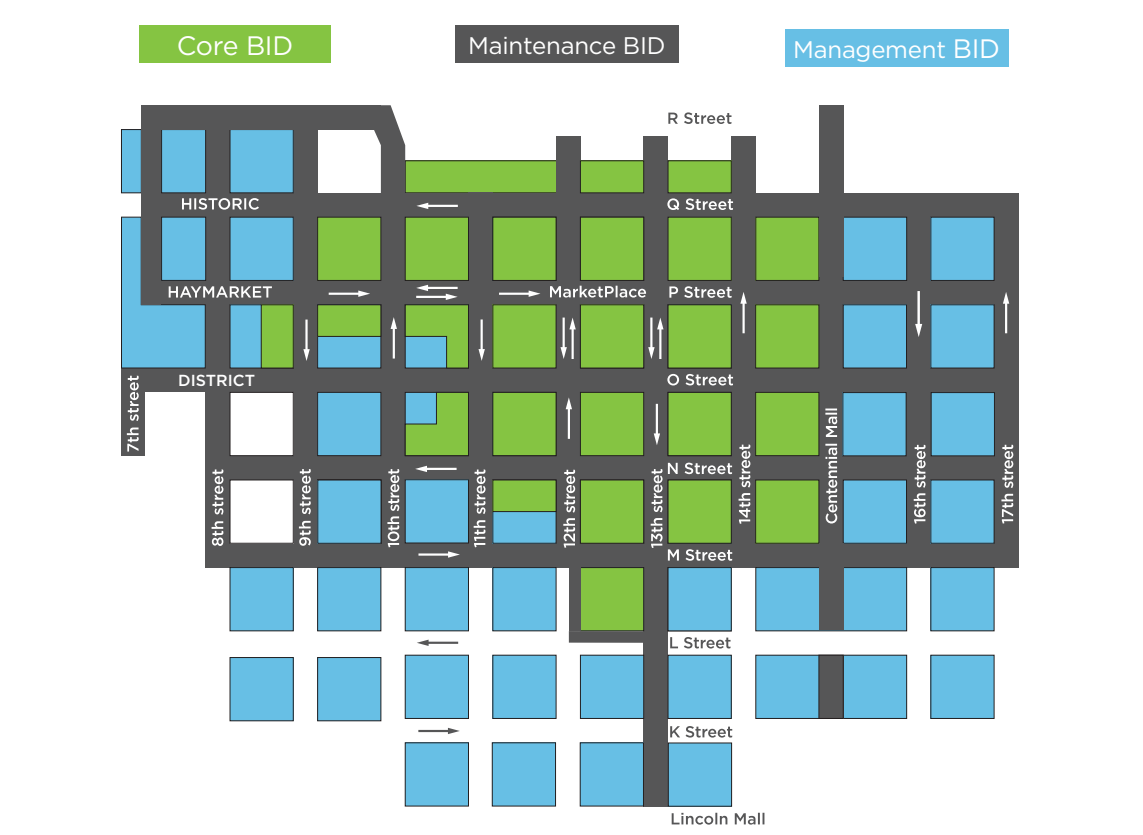 Core BID
Maintenance BID
Management BID
R Street
HISTORIC
Q Street
HAYMARKET
MarketPlace
P Street
DISTRICT
O Street
7th street
N Street
8th street
9th street
10th street
11th street
12th street
13th street
14th street
Centennial Mall
16th street
17th street
M Street
L Street
K Street
Lincoln Mall